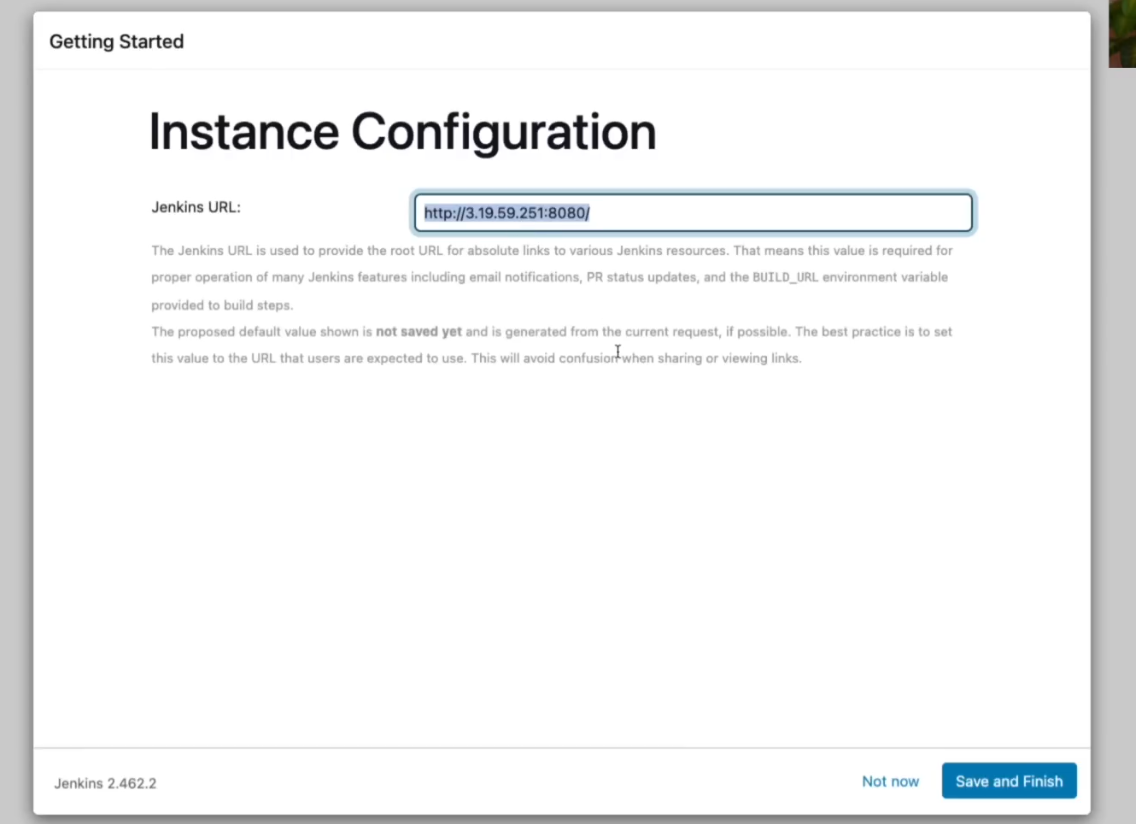 Getting Started
Instance Configuration
Jenkins URL:
http://3.19.59.251:8080/
The Jenkins URL is used to provide the root URL for absolute links to various Jenkins resources. That means this value is required for
proper operation of many Jenkins features including email notifications, PR status updates, and the BUILD_URL environment variable
provided to build steps.
The proposed default value shown is not saved yet and is generated from the current request, if possible. The best practice is to set
this value to the URL that users are expected to use. This will avoid confusion when sharing or viewing links.
Jenkins 2.462.2
Not now
Save and Finish